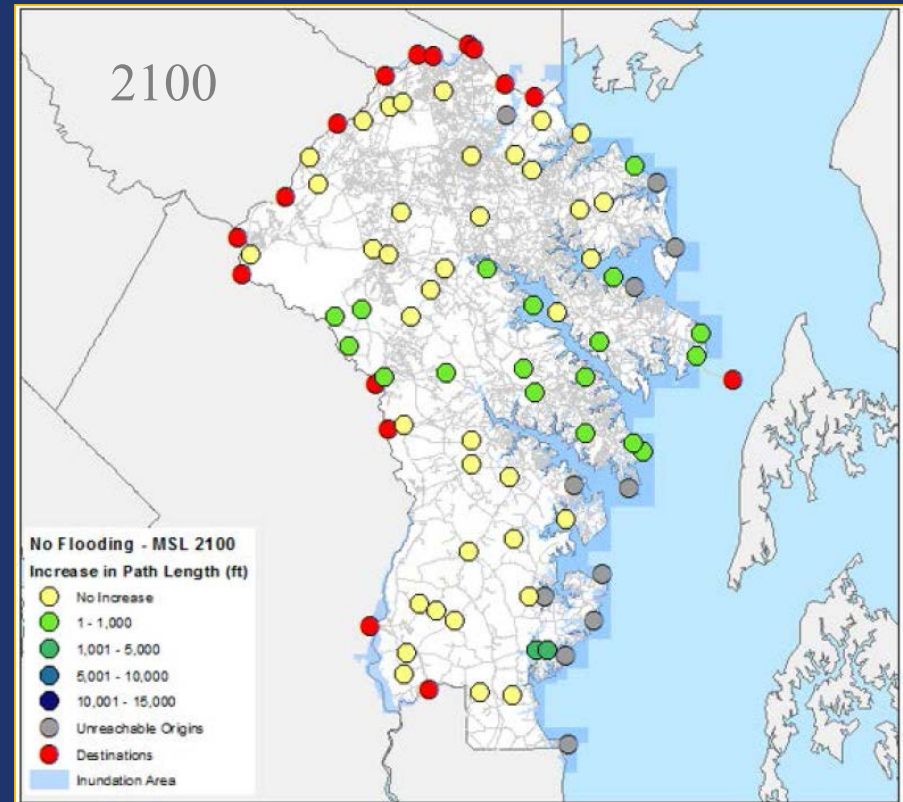 2100
No Flooding - MSL 2100
Increase in Path Length (ft)
No Increase
1 - 1,000
1,001 - 5,000
5,001 - 10,000
10,001 - 15,000
Unreachable Origins
Destinations
Inundation Area